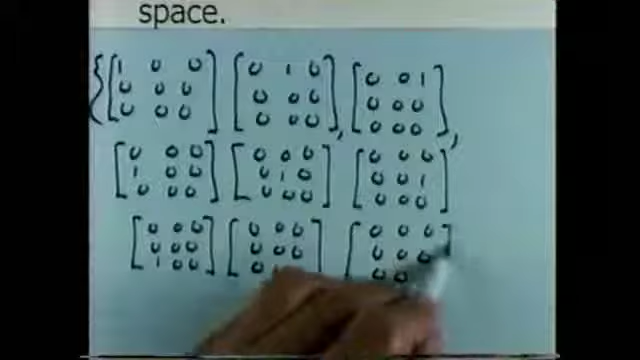 space.
{[1 0 0] [0 1 0] [0 0 1]
[0 0 0] [0 0 0] [0 0 0]
[0 0 0] [0 0 0], [0 0 0],
[0 0 0] [0 0 0] [0 0 0]
[1 0 0] [0 1 0] [0 0 1]
[0 0 0] [0 0 0] [0 0 0]
[0 0 0] [0 0 0] [0 0 0]
[0 0 0] [0 0 0] [0 0 0]
[1 0 0] [0 [0 0